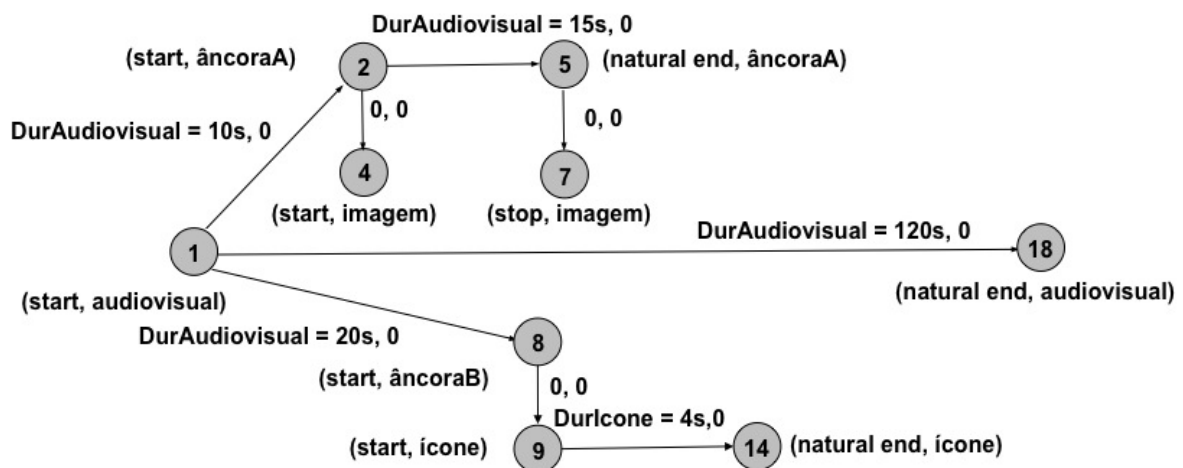 DurAudiovisual = 15s, 0
(start, âncoraA)
2
5
(natural end, âncoraA)
0, 0
0, 0
DurAudiovisual = 10s, 0
4
7
(start, imagem)
(stop, imagem)
DurAudiovisual = 120s, 0
1
18
(start, audiovisual)
(natural end, audiovisual)
DurAudiovisual = 20s, 0
8
(start, âncoraB)
0, 0
DurIcone = 4s,0
(start, ícone)
9
14
(natural end, ícone)